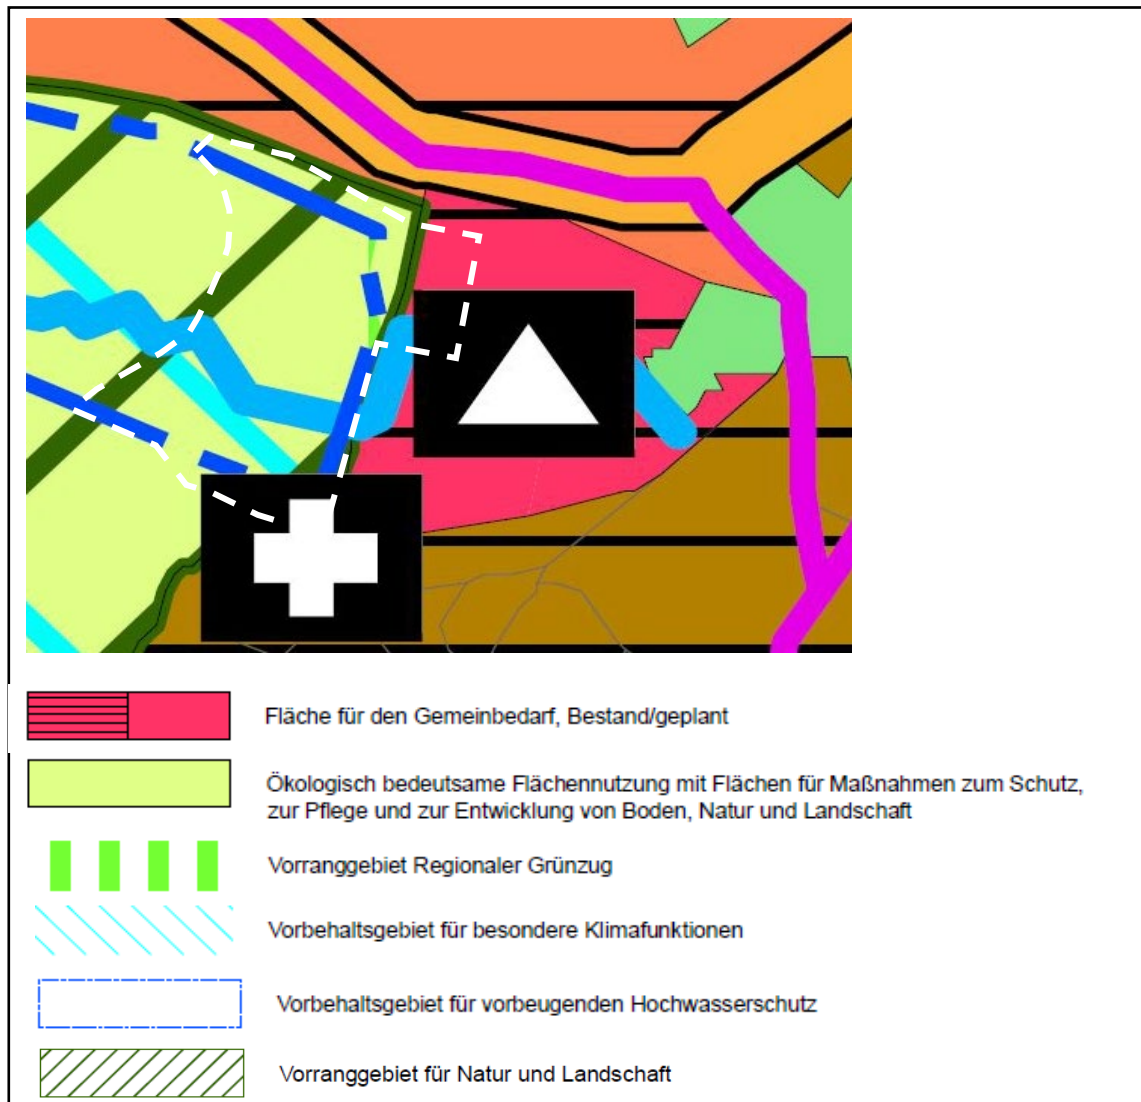 Fläche für den Gemeinbedarf, Bestand/geplant
Ökologisch bedeutsame Flächennutzung mit Flächen für Maßnahmen zum Schutz,
zur Pflege und zur Entwicklung von Boden, Natur und Landschaft
Vorranggebiet Regionaler Grünzug
Vorbehaltsgebiet für besondere Klimafunktionen
Vorbehaltsgebiet für vorbeugenden Hochwasserschutz
Vorranggebiet für Natur und Landschaft